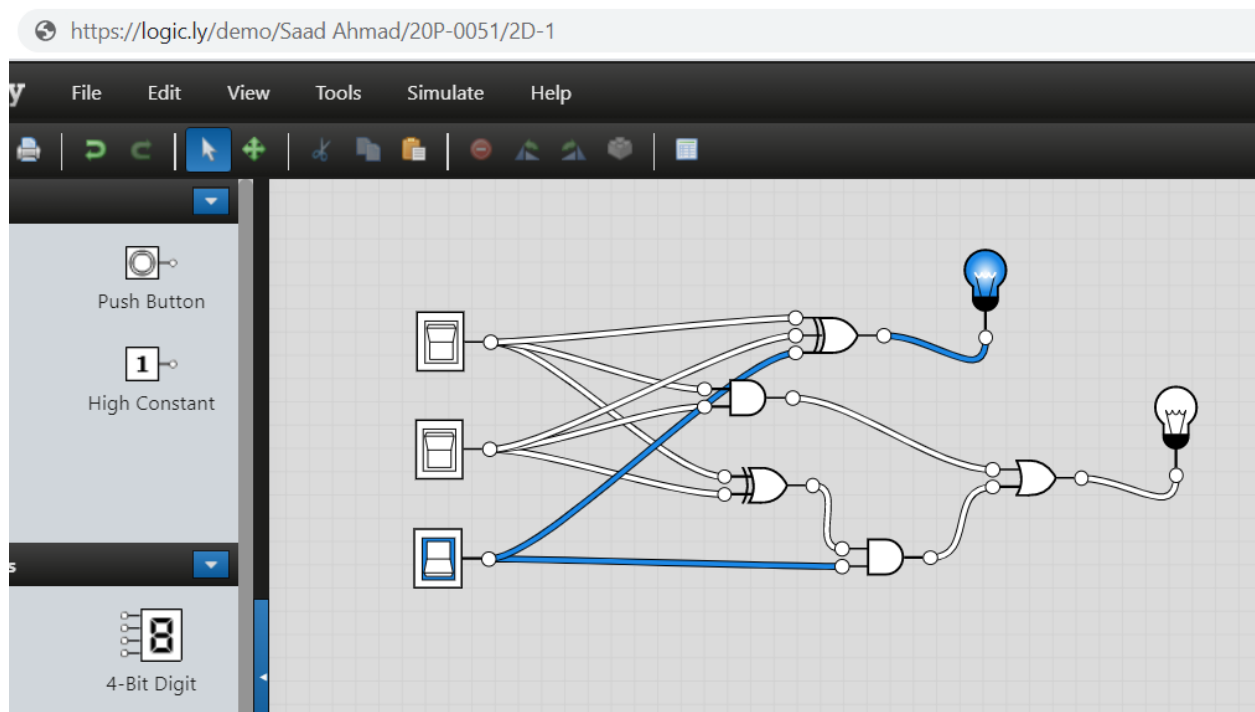 https://logic.ly/demo/Saad Ahmad/20P-0051/2D-1
y File Edit View Tools Simulate Help
Push Button
1
High Constant
s
8
4-Bit Digit